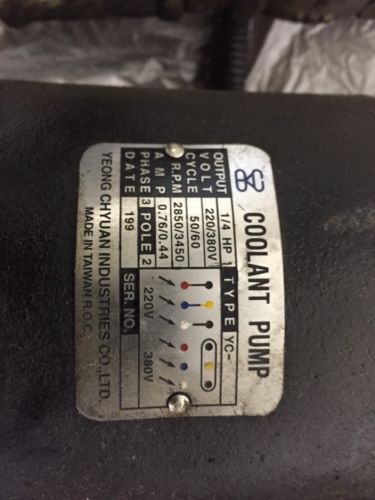 COOLANT PUMP
OUTPUT 1/4 HP TYPE YC-
VOLT 220/380V
CYCLE 50/60
R.P.M 2850/3450
AMP 0.76/0.44
PHASE 3 POLE 2 220V 380V
DATE 199 SER. NO.
YEONG CHYUAN INDUSTRIES CO., LTD.
MADE IN TAIWAN R.O.C.